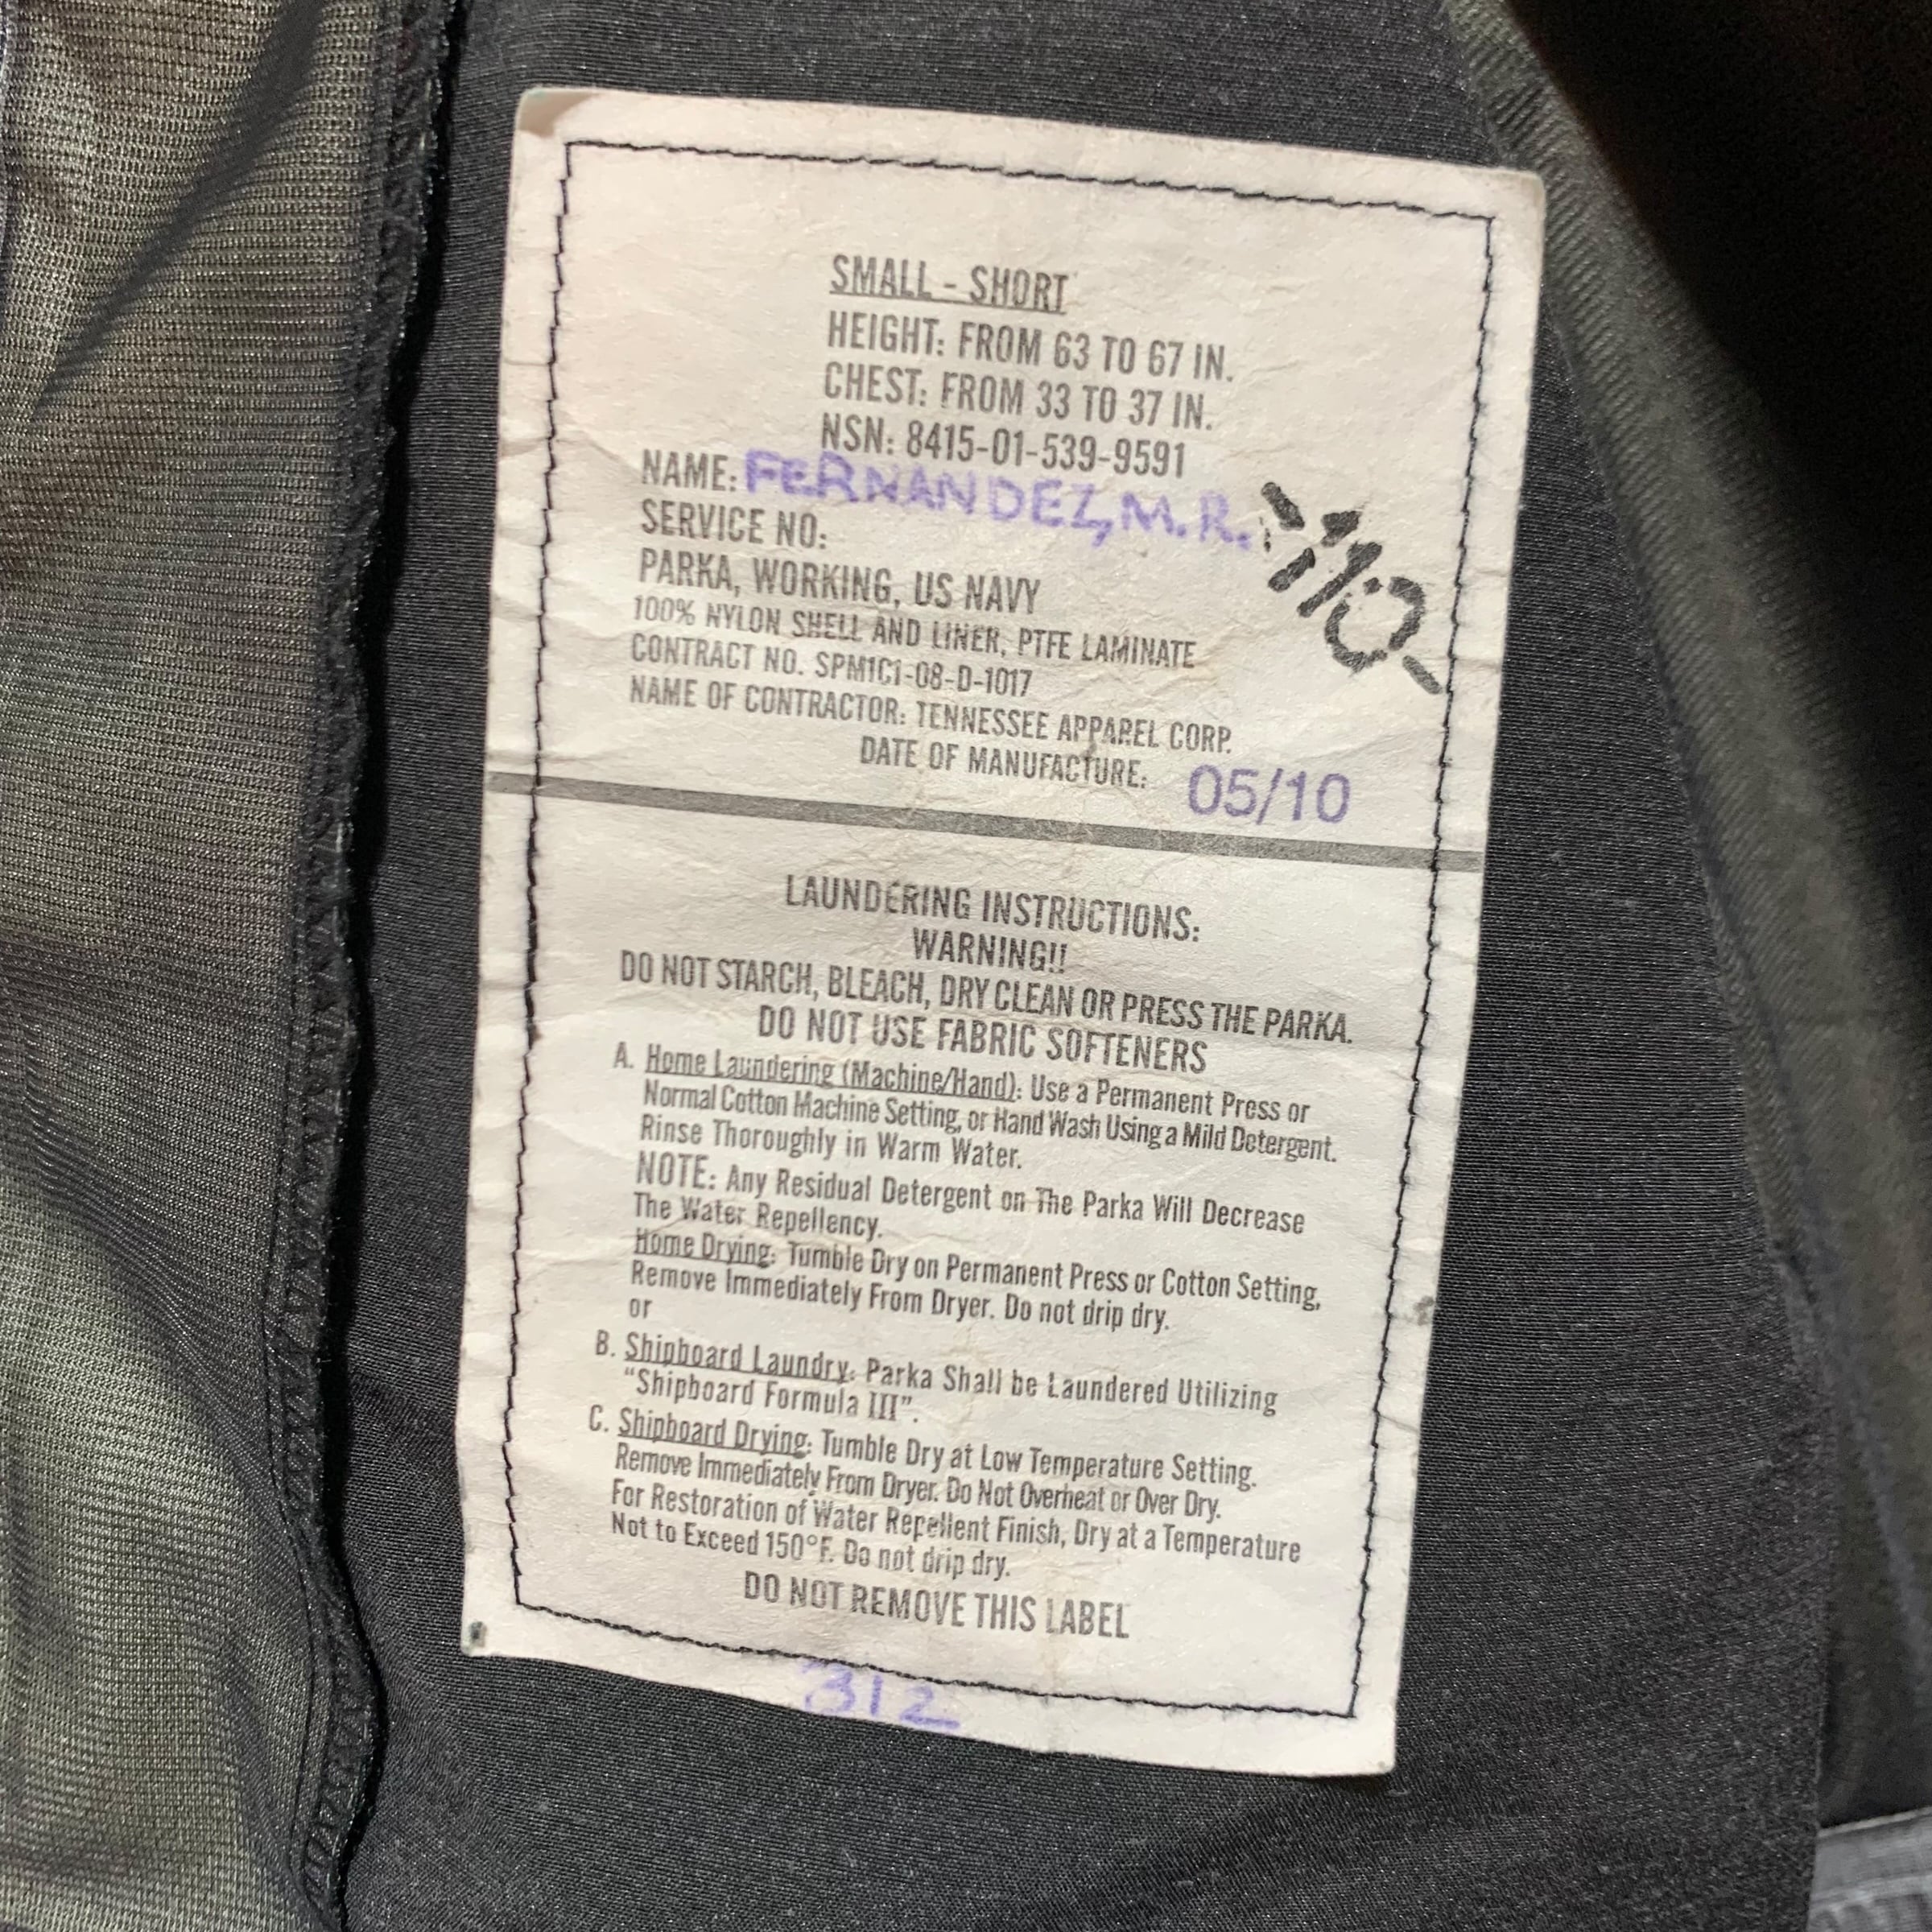 SMALL - SHORT
HEIGHT: FROM 63 TO 67 IN.
CHEST: FROM 33 TO 37 IN.
NSN: 8415-01-539-9591
NAME: FERNANDEZ, M. R.
SERVICE NO:
PARKA, WORKING, US NAVY
100% NYLON SHELL AND LINER, PTFE LAMINATE
CONTRACT NO. SPM1C1-08-D-1017
NAME OF CONTRACTOR: TENNESSEE APPAREL CORP.
DATE OF MANUFACTURE: 05/10
LAUNDERING INSTRUCTIONS:
WARNING!!
DO NOT STARCH, BLEACH, DRY CLEAN OR PRESS THE PARKA.
DO NOT USE FABRIC SOFTENERS
A. Home Laundering (Machine/Hand): Use a Permanent Press or
Normal Cotton Machine Setting, or Hand Wash Using a Mild Detergent.
Rinse Thoroughly in Warm Water.
NOTE: Any Residual Detergent on The Parka Will Decrease
The Water Repellency.
Home Drying: Tumble Dry on Permanent Press or Cotton Setting,
Remove Immediately From Dryer. Do not drip dry.
or
B. Shipboard Laundry: Parka Shall be Laundered Utilizing
"Shipboard Formula III".
C. Shipboard Drying: Tumble Dry at Low Temperature Setting.
Remove Immediately From Dryer. Do Not Overheat or Over Dry.
For Restoration of Water Repellent Finish, Dry at a Temperature
Not to Exceed 150°F. Do not drip dry.
DO NOT REMOVE THIS LABEL
312